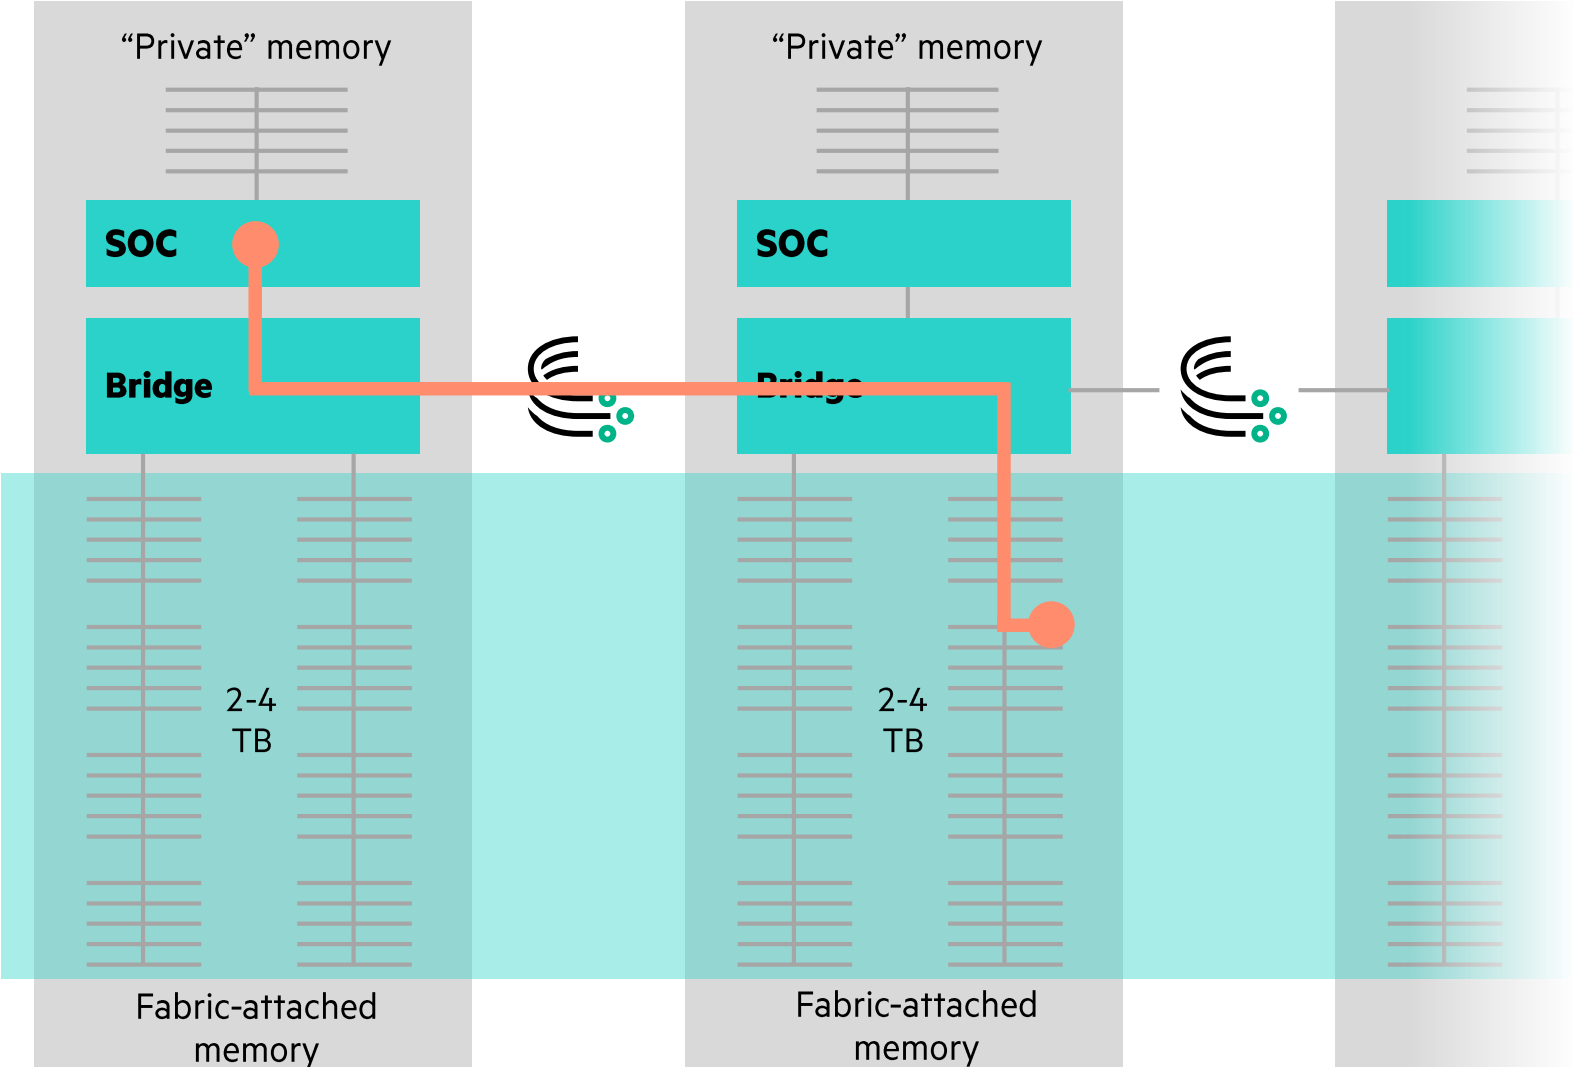 “Private” memory
“Private” memory
SOC
SOC
Bridge
Bridge
2-4
TB
2-4
TB
Fabric-attached
memory
Fabric-attached
memory